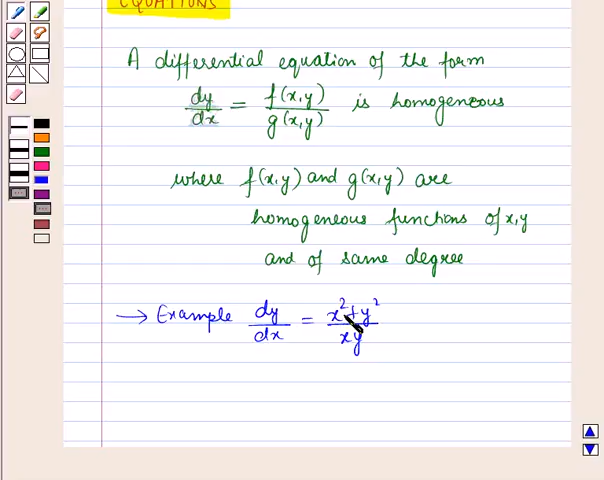 EQUATIONS
A differential equation of the form
dy/dx = f(x,y)/g(x,y) is homogeneous
where f(x,y) and g(x,y) are
homogeneous functions of x,y
and of same degree
→ Example dy/dx = x²+y²/xy